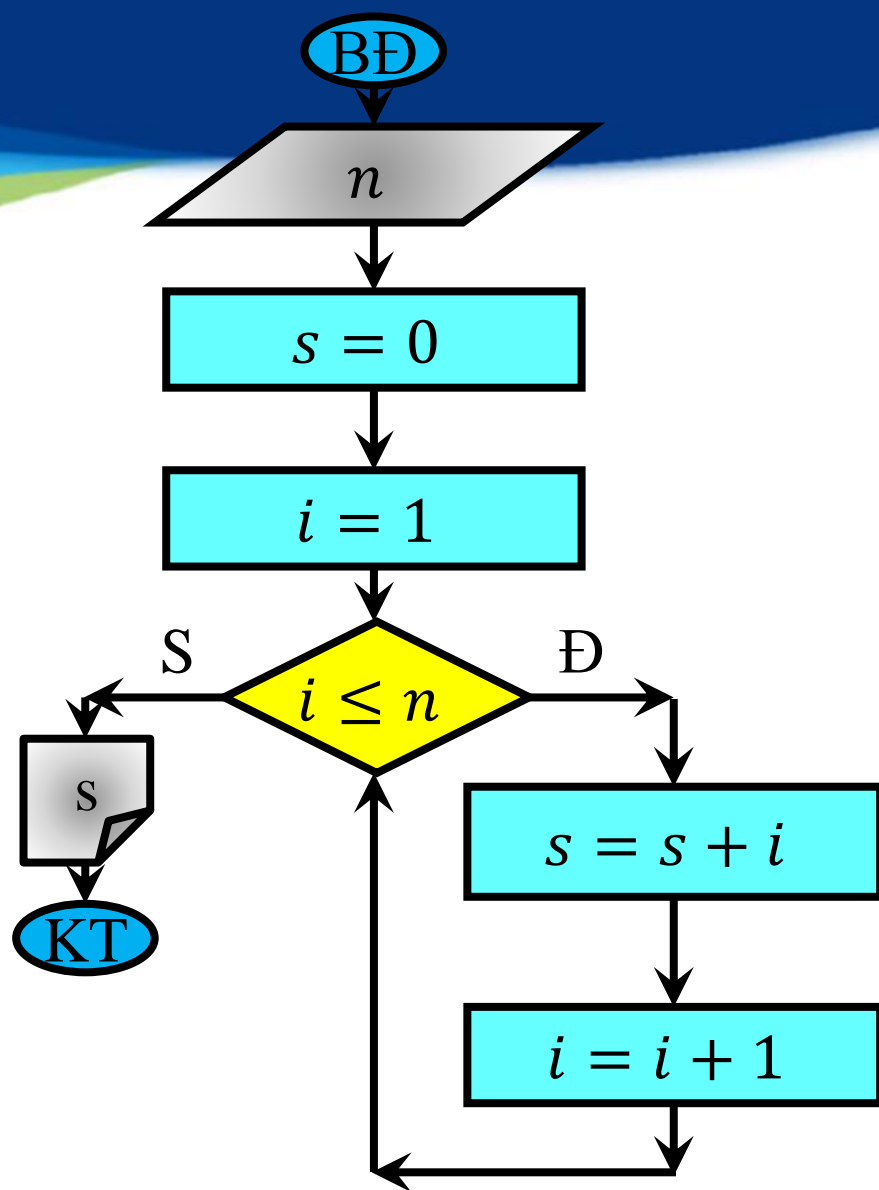 BĐ
n
s = 0
i = 1
S
Đ
i ≤ n
s
s = s + i
KT
i = i + 1